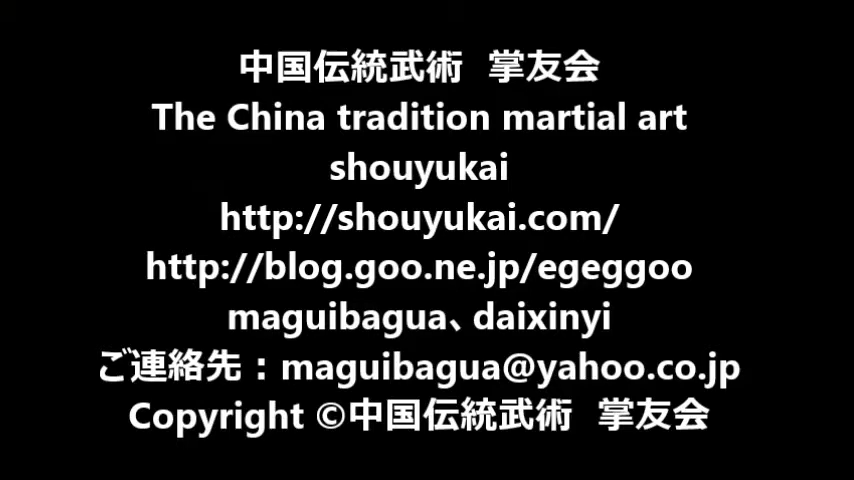 中国伝統武術　掌友会
The China tradition martial art
shouyukai
http://shouyukai.com/
http://blog.goo.ne.jp/egeggoo
maguibagua、daixinyi
ご連絡先：maguibagua@yahoo.co.jp
Copyright ©中国伝統武術　掌友会